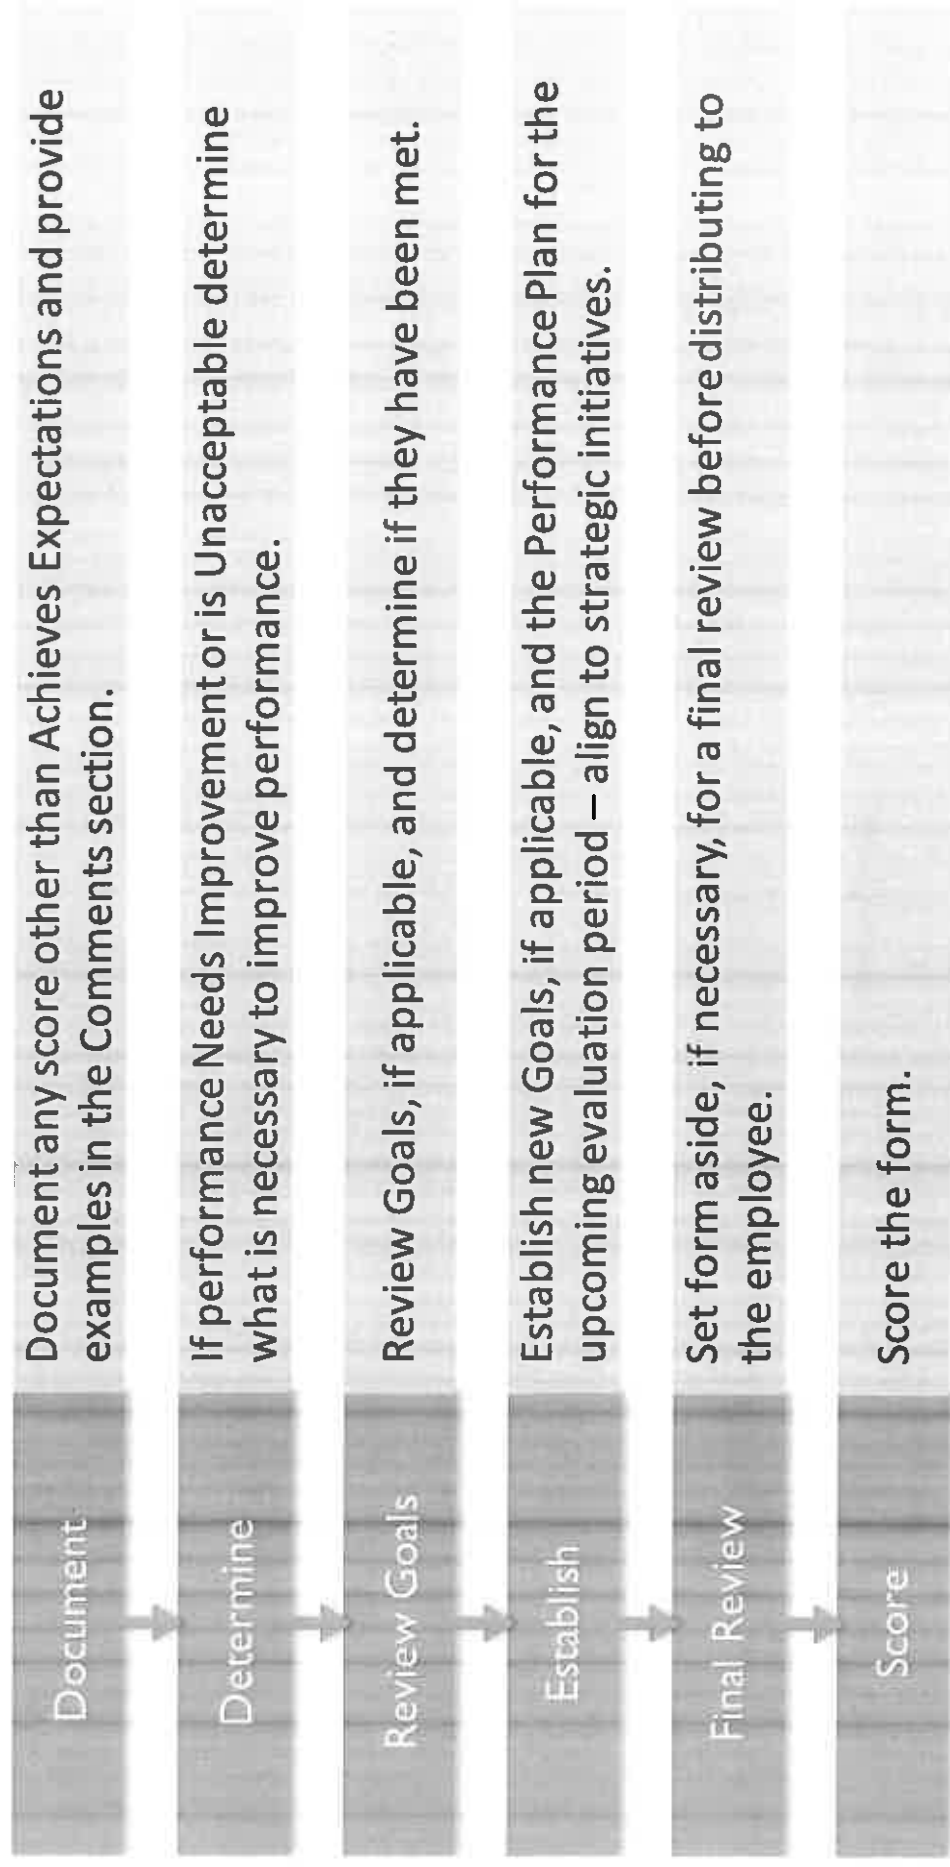 Document
Document any score other than Achieves Expectations and provide
examples in the Comments section.
Determine
If performance Needs Improvement or is Unacceptable determine
what is necessary to improve performance.
Review Goals
Review Goals, if applicable, and determine if they have been met.
Establish
Establish new Goals, if applicable, and the Performance Plan for the
upcoming evaluation period – align to strategic initiatives.
Final Review
Set form aside, if necessary, for a final review before distributing to
the employee.
Score
Score the form.